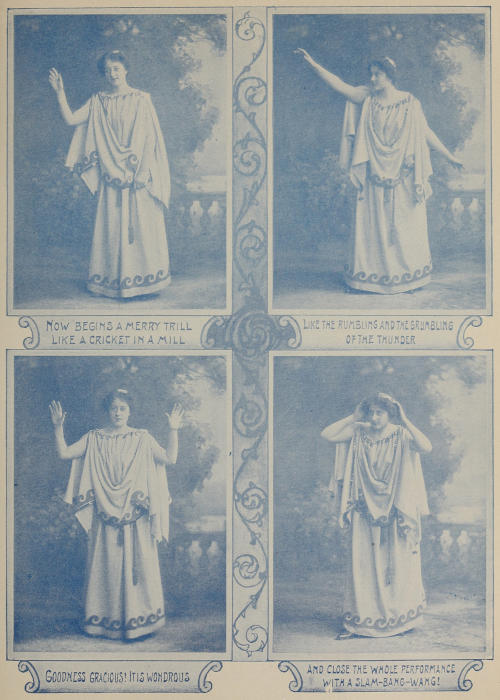 NOW BEGINS A MERRY TRILL
LIKE A CRICKET IN A MILL
LIKE THE RUMBLING AND THE GRUMBLING
OF THE THUNDER
GOODNESS GRACIOUS! IT IS WONDROUS
AND CLOSE THE WHOLE PERFORMANCE
WITH A SLAM-BANG-WANG!